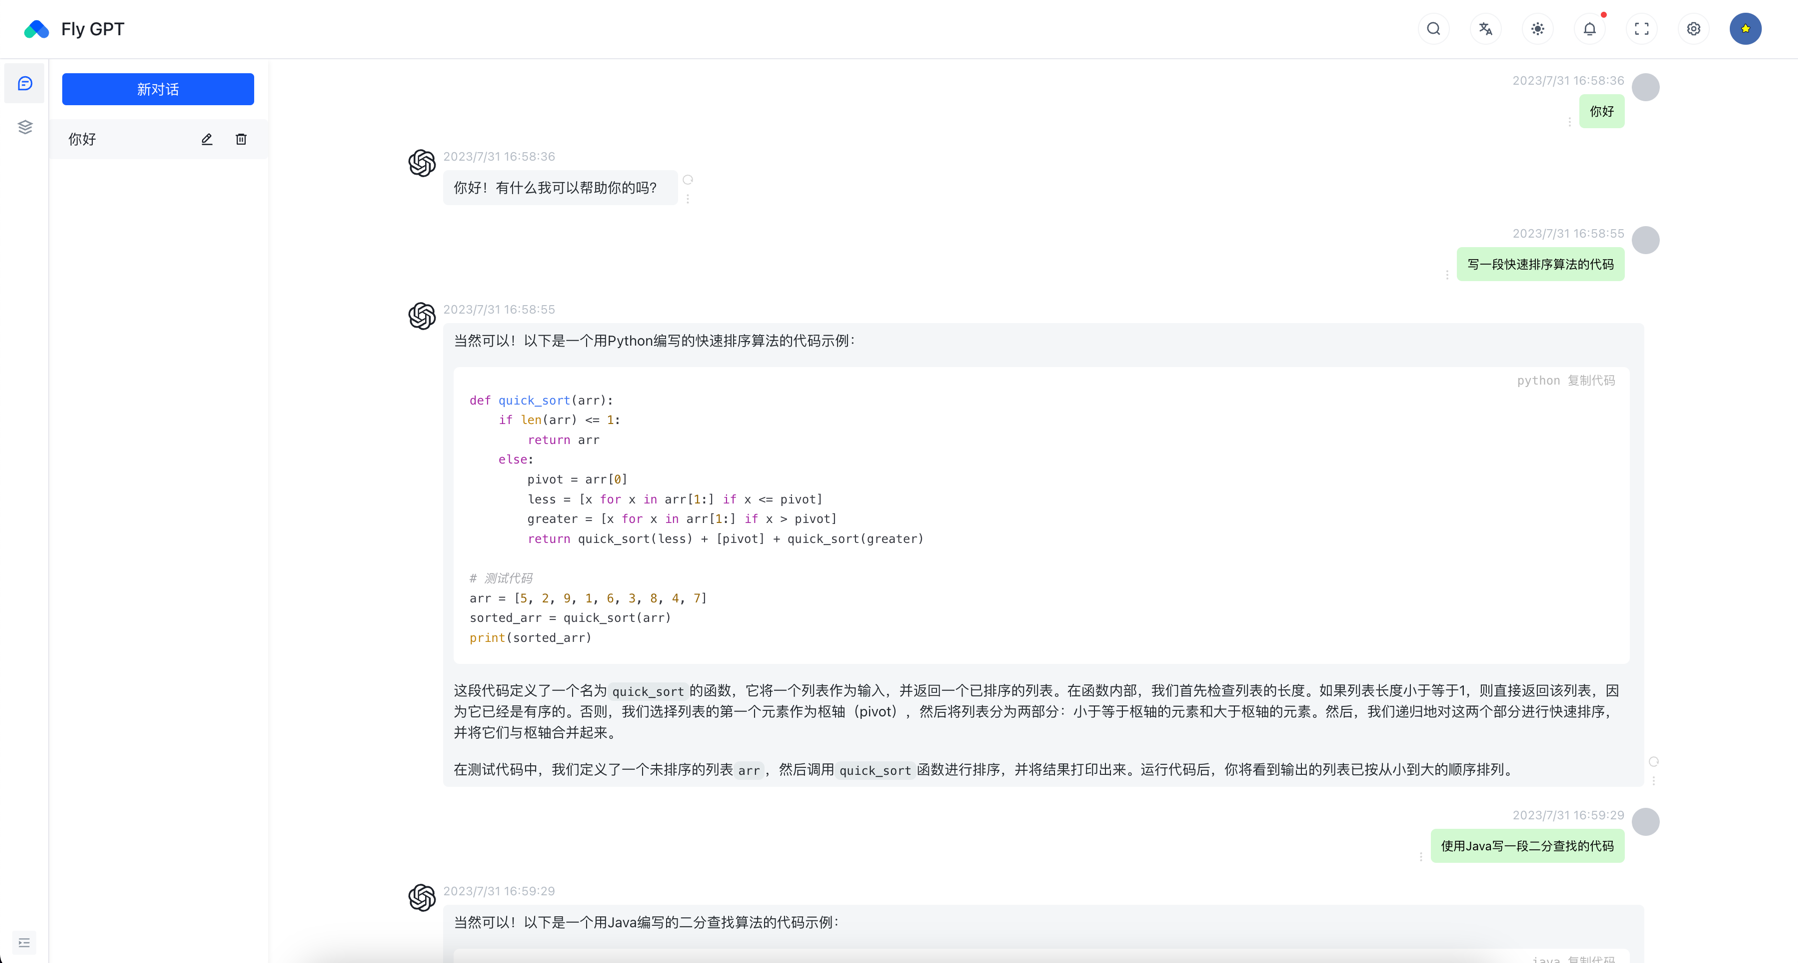 Fly GPT
新对话
你好
2023/7/31 16:58:36
你好
2023/7/31 16:58:36
你好！有什么我可以帮助你的吗？
2023/7/31 16:58:55
写一段快速排序算法的代码
2023/7/31 16:58:55
当然可以！以下是一个用Python编写的快速排序算法的代码示例：
python 复制代码
def quick_sort(arr):
    if len(arr) <= 1:
        return arr
    else:
        pivot = arr[0]
        less = [x for x in arr[1:] if x <= pivot]
        greater = [x for x in arr[1:] if x > pivot]
        return quick_sort(less) + [pivot] + quick_sort(greater)
# 测试代码
arr = [5, 2, 9, 1, 6, 3, 8, 4, 7]
sorted_arr = quick_sort(arr)
print(sorted_arr)
这段代码定义了一个名为 quick_sort 的函数，它将一个列表作为输入，并返回一个已排序的列表。在函数内部，我们首先检查列表的长度。如果列表长度小于等于1，则直接返回该列表，因
为它已经是有序的。否则，我们选择列表的第一个元素作为枢轴（pivot），然后将列表分为两部分：小于等于枢轴的元素和大于枢轴的元素。然后，我们递归地对这两个部分进行快速排序，
并将它们与枢轴合并起来。
在测试代码中，我们定义了一个未排序的列表 arr ，然后调用 quick_sort 函数进行排序，并将结果打印出来。运行代码后，你将看到输出的列表已按从小到大的顺序排列。
2023/7/31 16:59:29
使用Java写一段二分查找的代码
2023/7/31 16:59:29
当然可以！以下是一个用Java编写的二分查找算法的代码示例：
java 复制代码